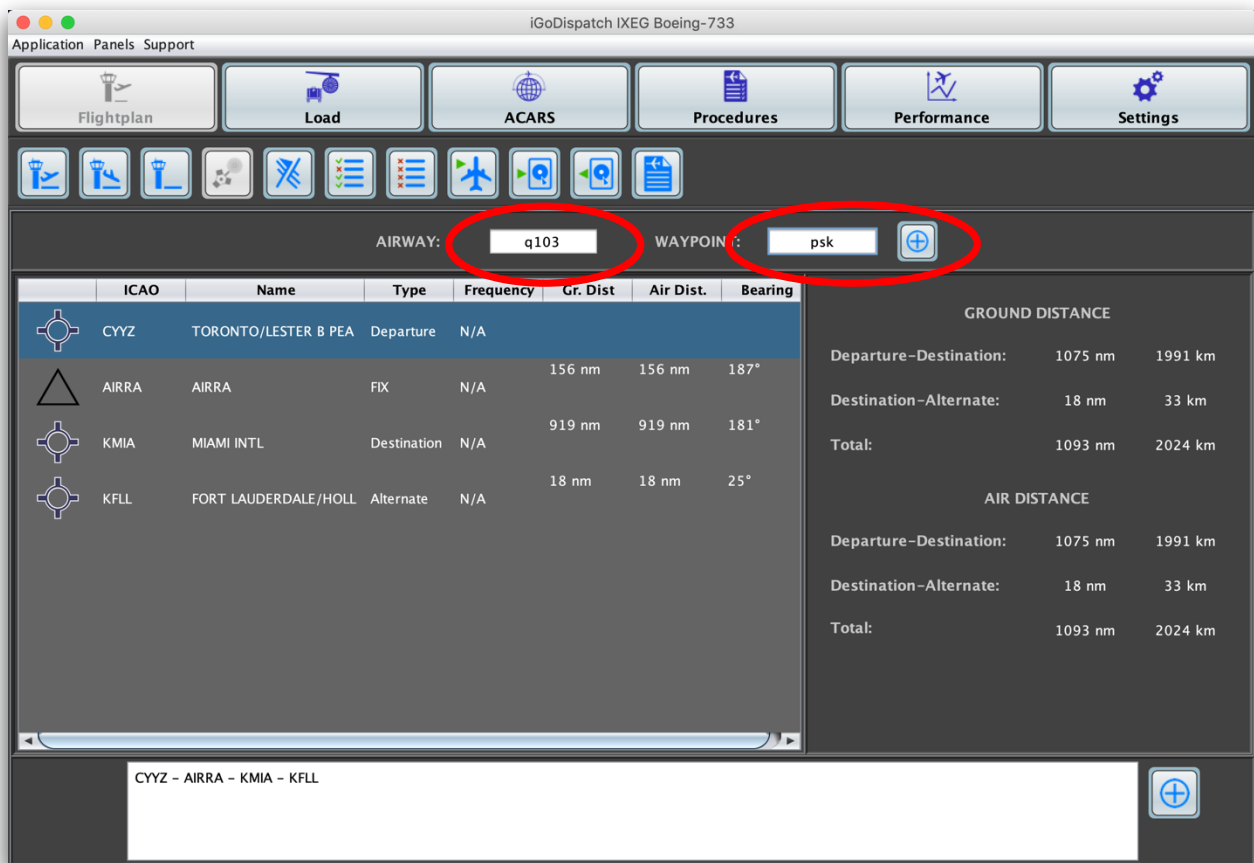 iGoDispatch IXEG Boeing-733
Application Panels Support
Flightplan Load ACARS Procedures Performance Settings
AIRWAY: q103 WAYPOINT: psk
ICAO Name Type Frequency Gr. Dist Air Dist. Bearing
CYYZ TORONTO/LESTER B PEA Departure N/A
AIRRA AIRRA FIX N/A 156 nm 156 nm 187°
KMIA MIAMI INTL Destination N/A 919 nm 919 nm 181°
KFLL FORT LAUDERDALE/HOLL Alternate N/A 18 nm 18 nm 25°
GROUND DISTANCE
Departure-Destination: 1075 nm 1991 km
Destination-Alternate: 18 nm 33 km
Total: 1093 nm 2024 km
AIR DISTANCE
Departure-Destination: 1075 nm 1991 km
Destination-Alternate: 18 nm 33 km
Total: 1093 nm 2024 km
CYYZ - AIRRA - KMIA - KFLL